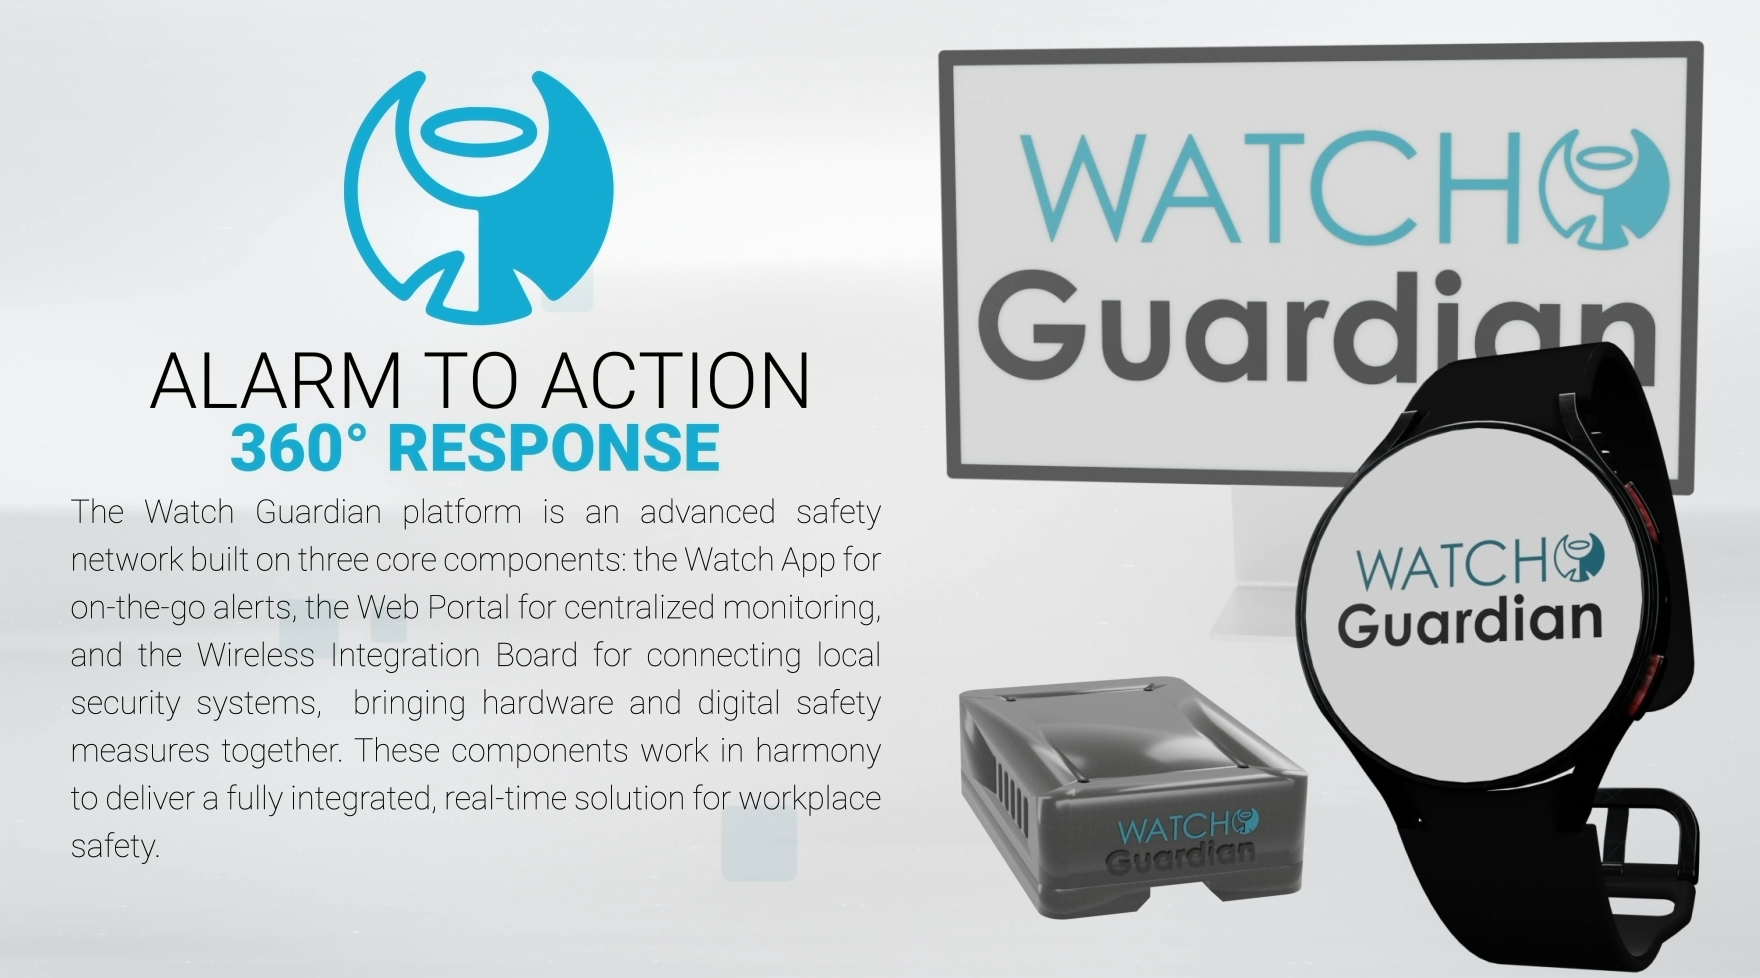 ALARM TO ACTION
360° RESPONSE
The Watch Guardian platform is an advanced safety
network built on three core components: the Watch App for
on-the-go alerts, the Web Portal for centralized monitoring,
and the Wireless Integration Board for connecting local
security systems, bringing hardware and digital safety
measures together. These components work in harmony
to deliver a fully integrated, real-time solution for workplace
safety.
WATCH
Guardian
WATCH
Guardian
WATCH
Guardian